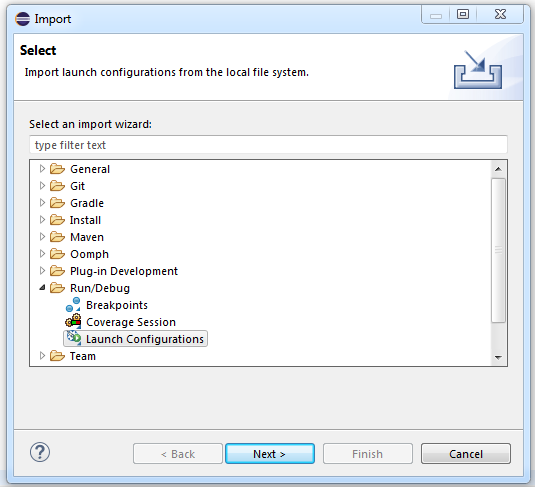 Import
Select
Import launch configurations from the local file system.
Select an import wizard:
type filter text
General
Git
Gradle
Install
Maven
Oomph
Plug-in Development
Run/Debug
Breakpoints
Coverage Session
Launch Configurations
Team
?
< Back
Next >
Finish
Cancel